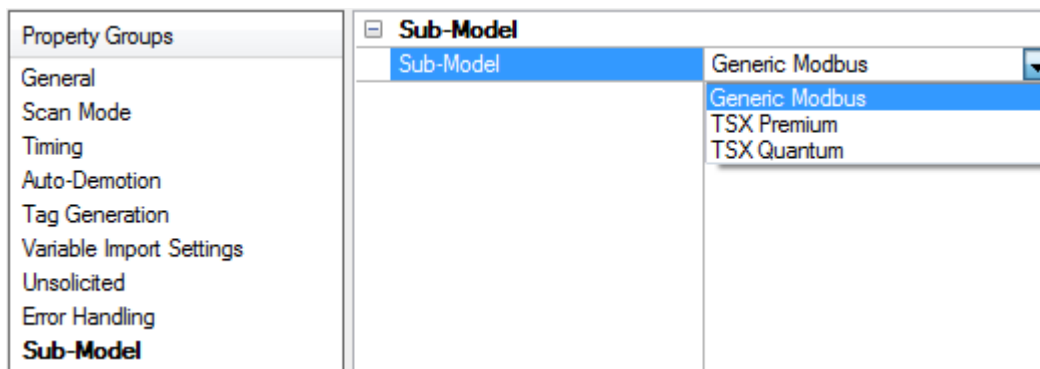 Property Groups
General
Scan Mode
Timing
Auto-Demotion
Tag Generation
Variable Import Settings
Unsolicited
Error Handling
Sub-Model
Sub-Model
Sub-Model Generic Modbus
Generic Modbus
TSX Premium
TSX Quantum